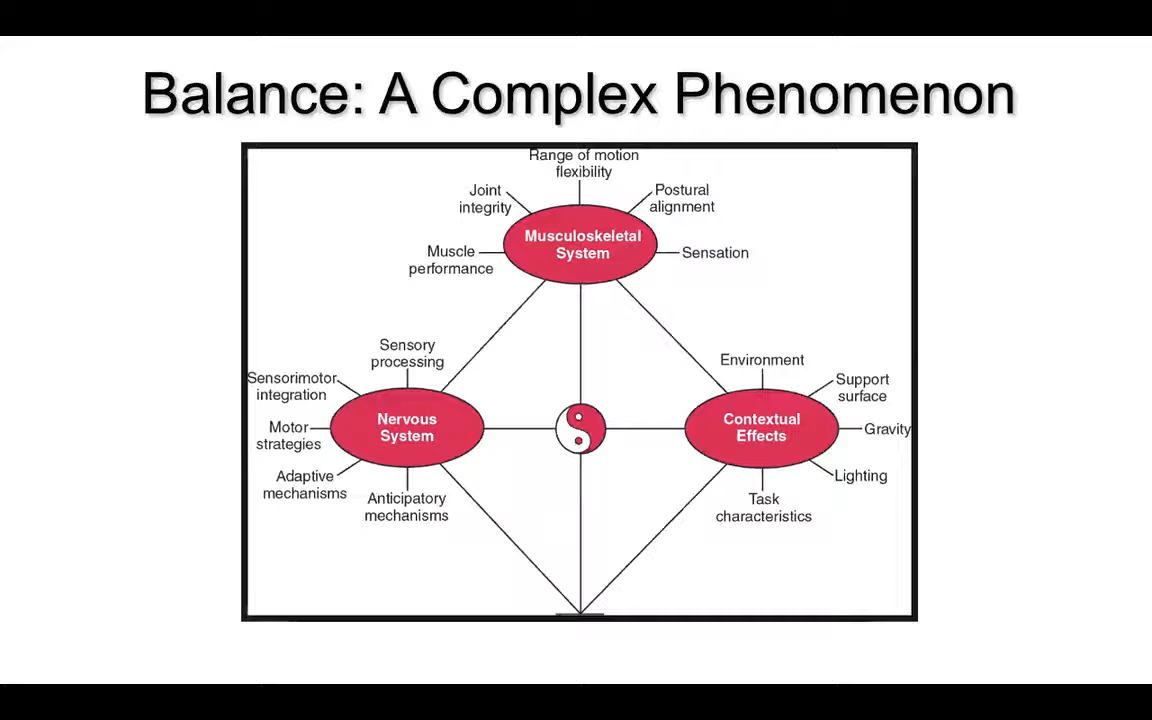 Balance: A Complex Phenomenon
Range of motion
flexibility
Joint
integrity
Postural
alignment
Musculoskeletal
System
Muscle
performance
Sensation
Sensory
processing
Sensorimotor
integration
Nervous
System
Motor
strategies
Adaptive
mechanisms
Anticipatory
mechanisms
Environment
Support
surface
Contextual
Effects
Gravity
Lighting
Task
characteristics